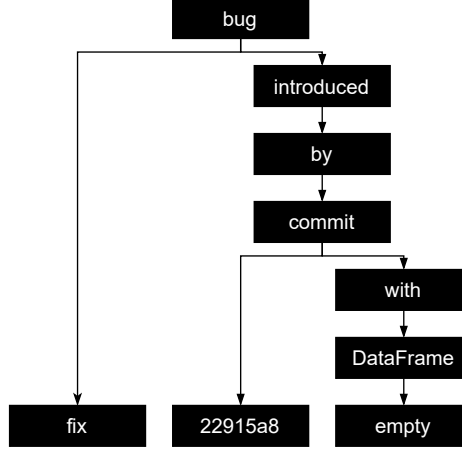 bug
introduced
by
commit
with
DataFrame
fix
22915a8
empty